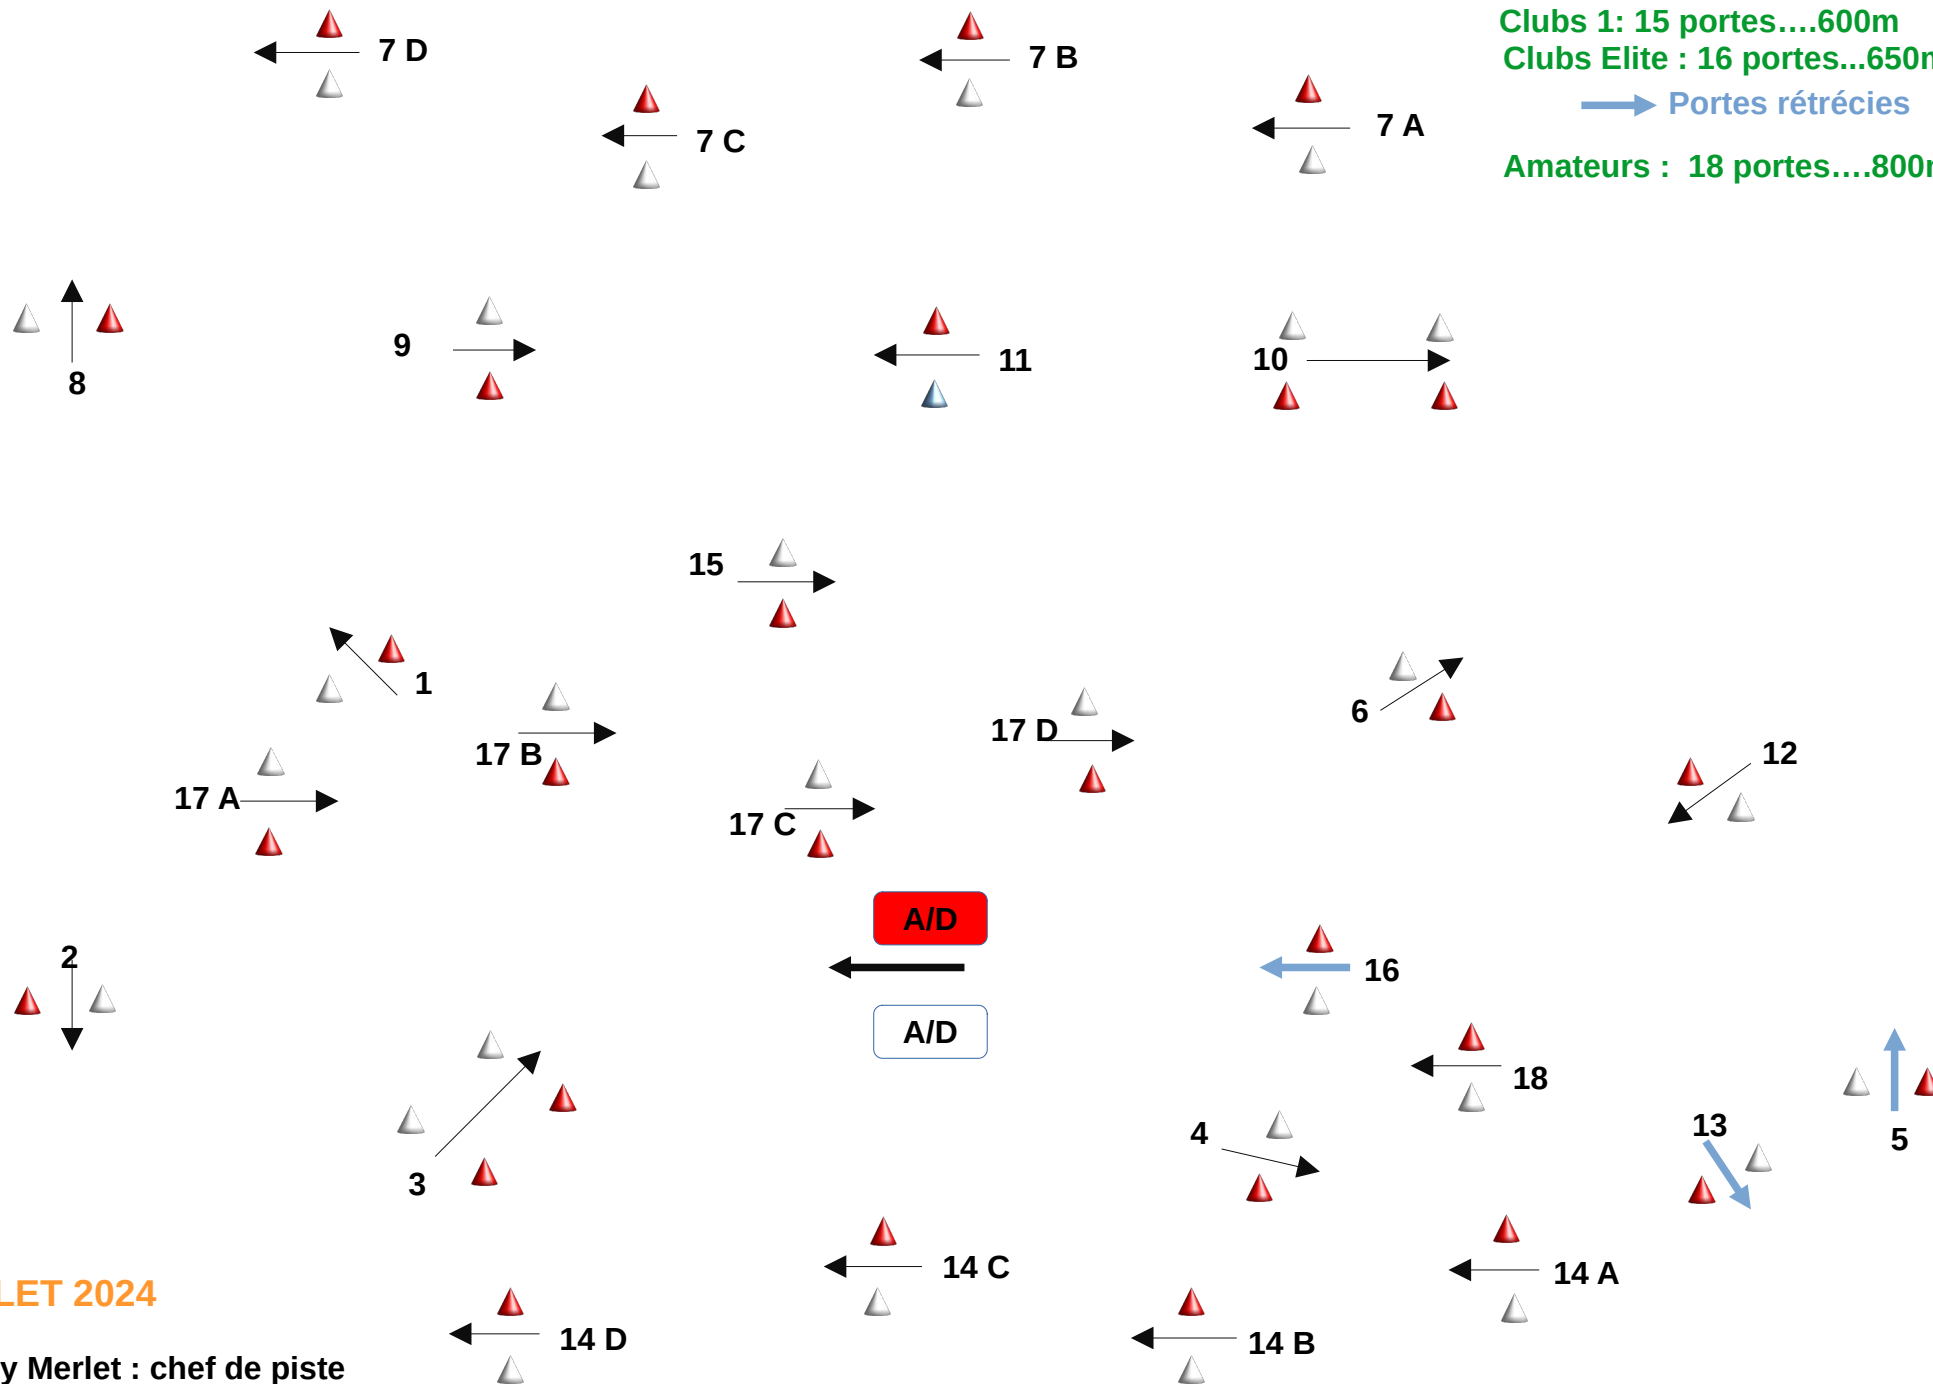 Clubs 1: 15 portes….600m
7 D
7 B
Clubs Elite : 16 portes...650m
Portes rétrécies
7 C
7 A
Amateurs : 18 portes….800
8
9
11
10
15
1
6
17 B
17 D
12
17 A
17 C
A/D
2
16
A/D
18
13
5
4
3
14 C
14 A
LET 2024
14 D
14 B
y Merlet : chef de piste